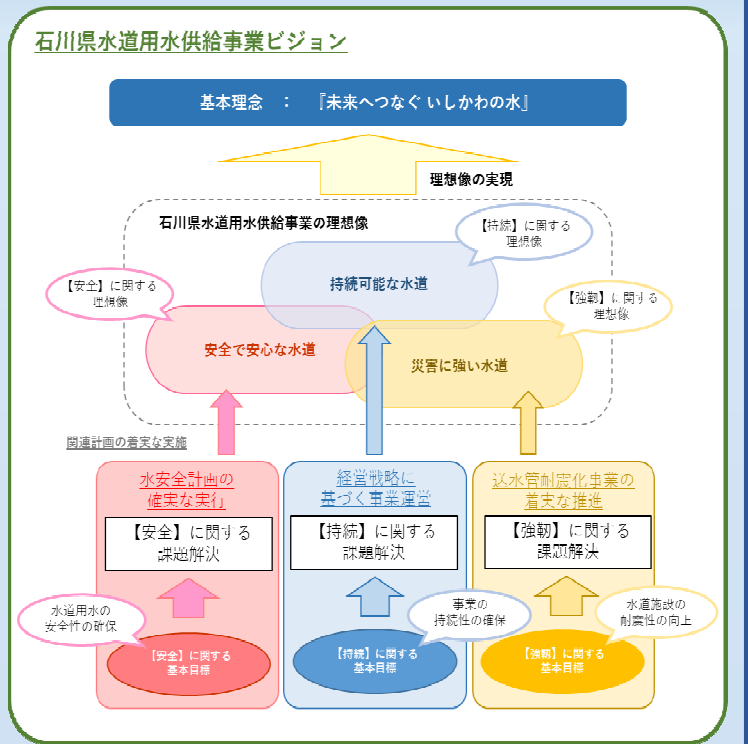 石川県水道用水供給事業ビジョン
基本理念 ： 『未来へつなぐ いしかわの水』
理想像の実現
石川県水道用水供給事業の理想像
【持続】に関する
理想像
持続可能な水道
【安全】に関する
理想像
【強靭】に関する
理想像
安全で安心な水道
災害に強い水道
関連計画の着実な実施
水安全計画の
確実な実行
【安全】に関する
課題解決
水道用水の
安全性の確保
【安全】に関する
基本目標
経営戦略に
基づく事業運営
【持続】に関する
課題解決
事業の
持続性の確保
【持続】に関する
基本目標
送水管耐震化事業の
着実な推進
【強靭】に関する
課題解決
水道施設の
耐震性の向上
【強靭】に関する
基本目標